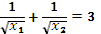 1/√x₁ + 1/√x₂ = 3